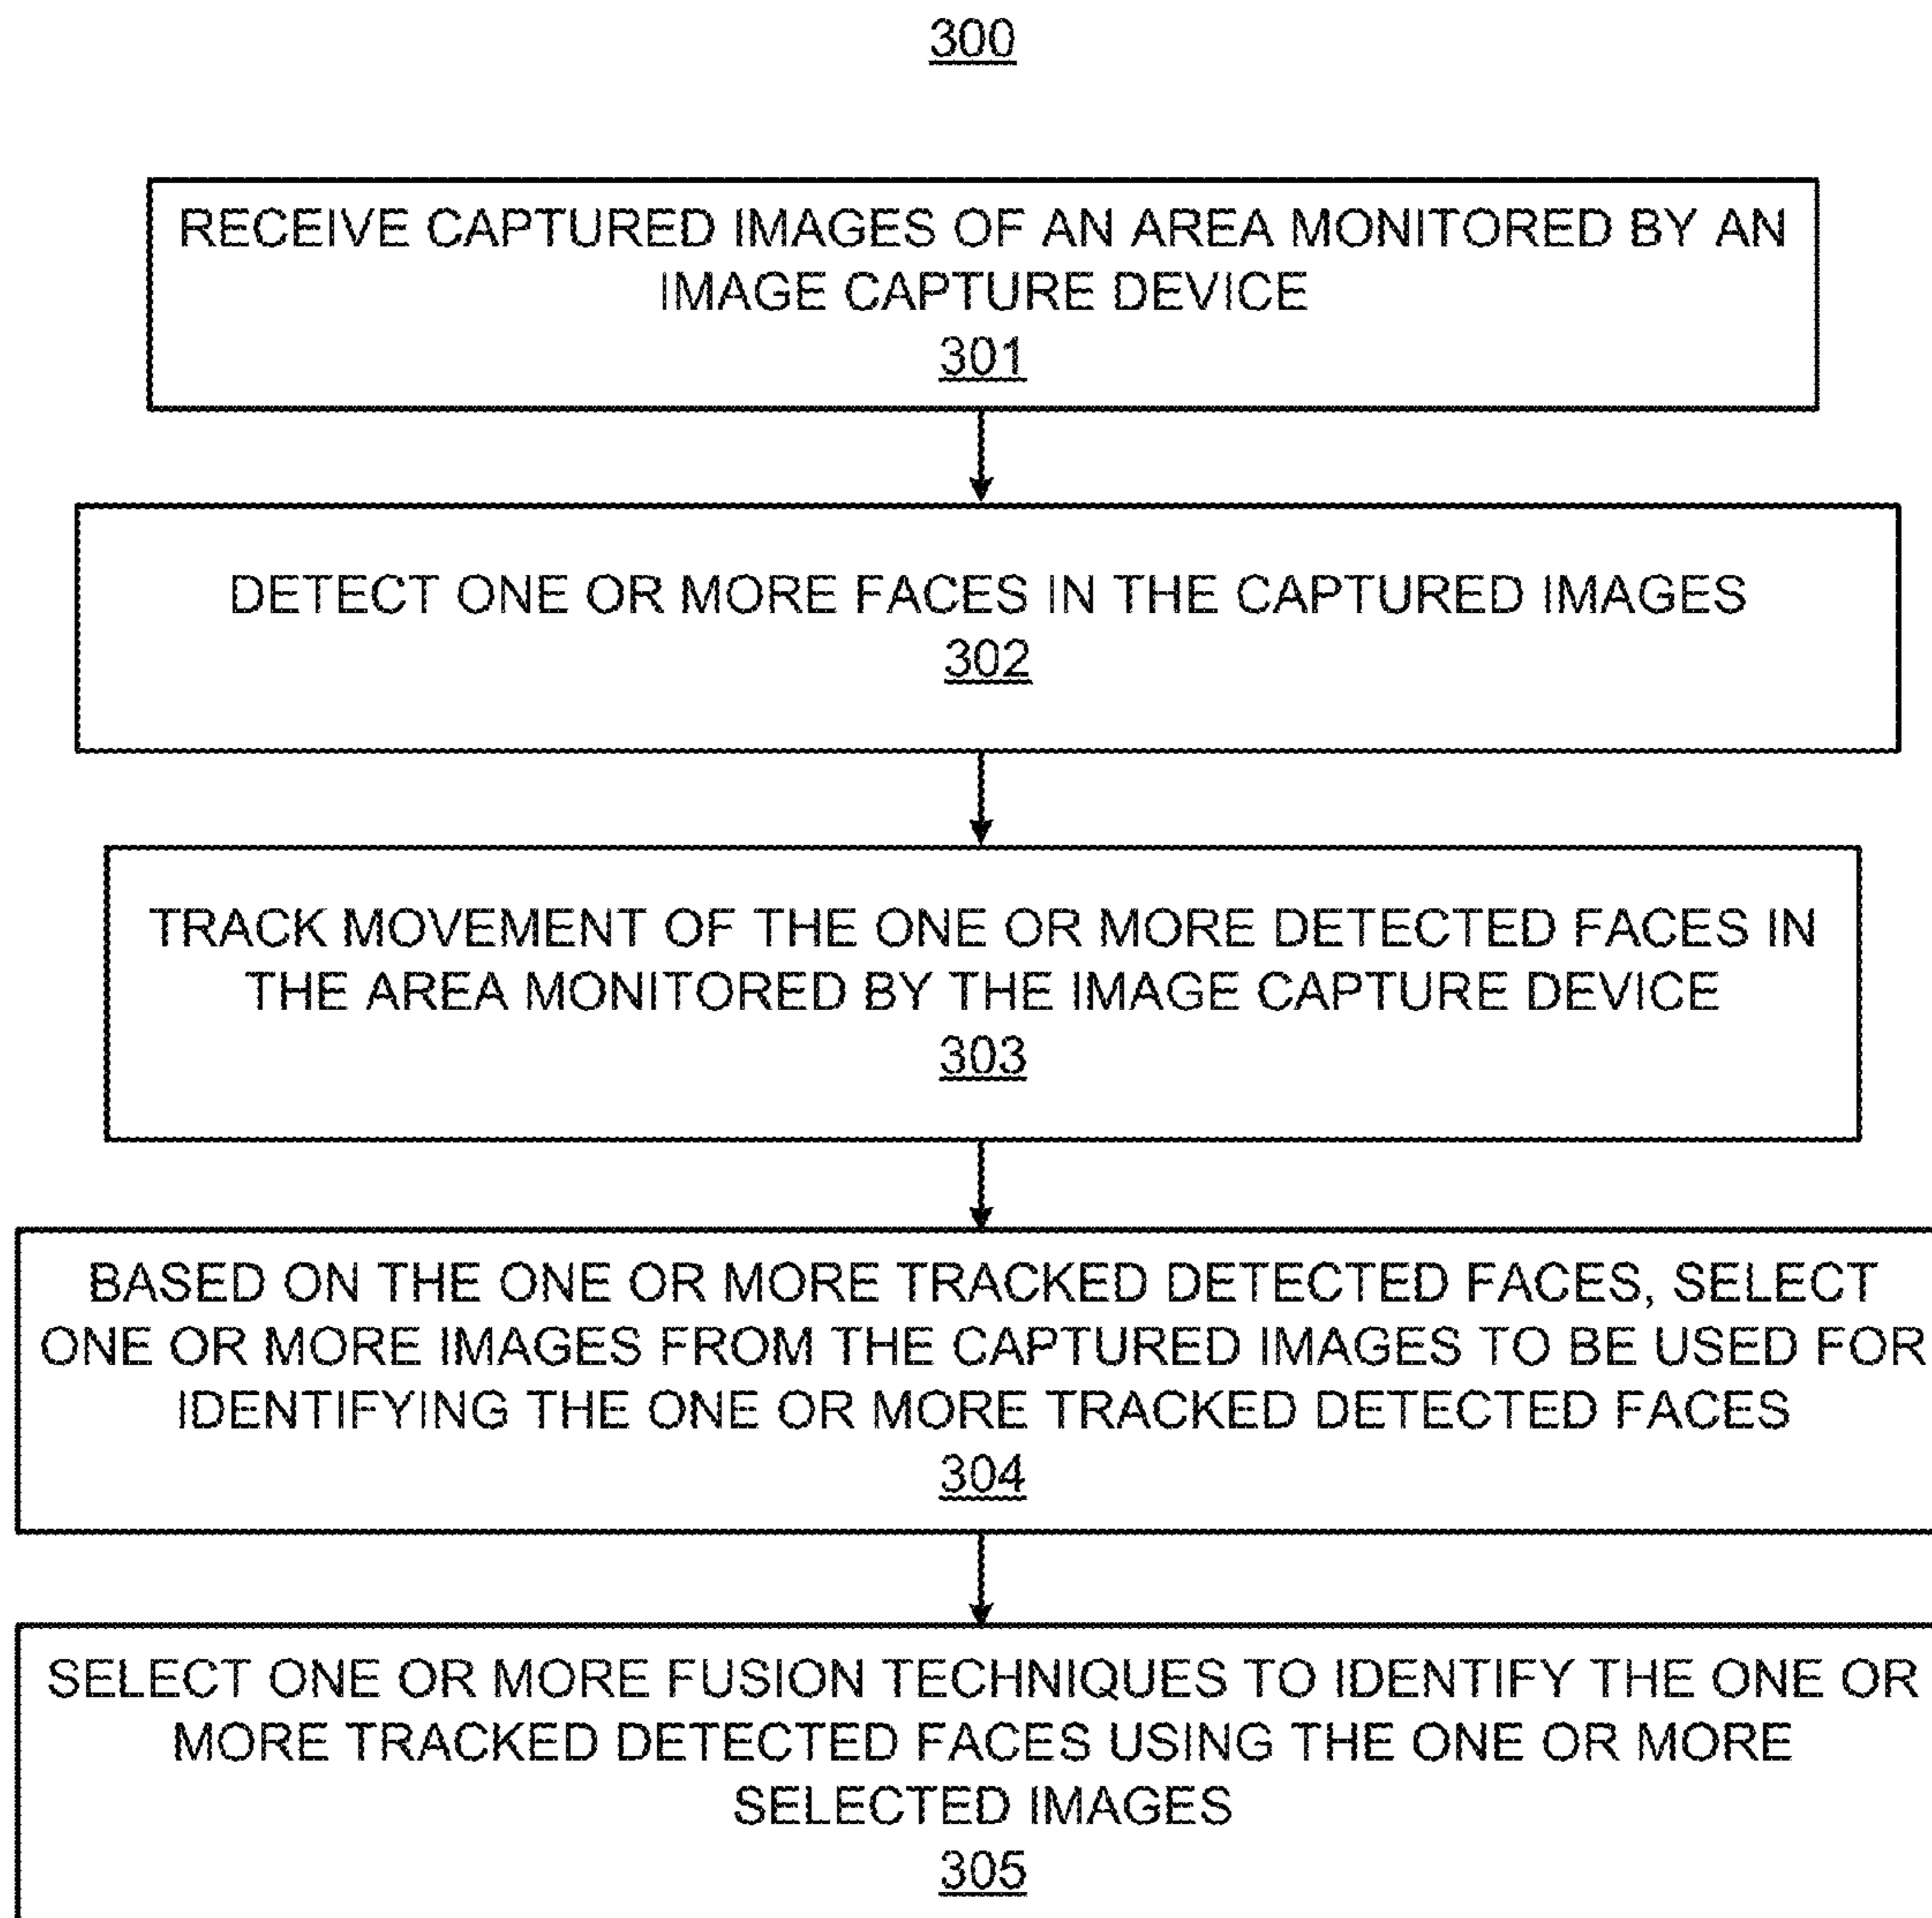 300
RECEIVE CAPTURED IMAGES OF AN AREA MONITORED BY AN
IMAGE CAPTURE DEVICE
301
DETECT ONE OR MORE FACES IN THE CAPTURED IMAGES
302
TRACK MOVEMENT OF THE ONE OR MORE DETECTED FACES IN
THE AREA MONITORED BY THE IMAGE CAPTURE DEVICE
303
BASED ON THE ONE OR MORE TRACKED DETECTED FACES, SELECT
ONE OR MORE IMAGES FROM THE CAPTURED IMAGES TO BE USED FOR
IDENTIFYING THE ONE OR MORE TRACKED DETECTED FACES
304
SELECT ONE OR MORE FUSION TECHNIQUES TO IDENTIFY THE ONE OR
MORE TRACKED DETECTED FACES USING THE ONE OR MORE
SELECTED IMAGES
305